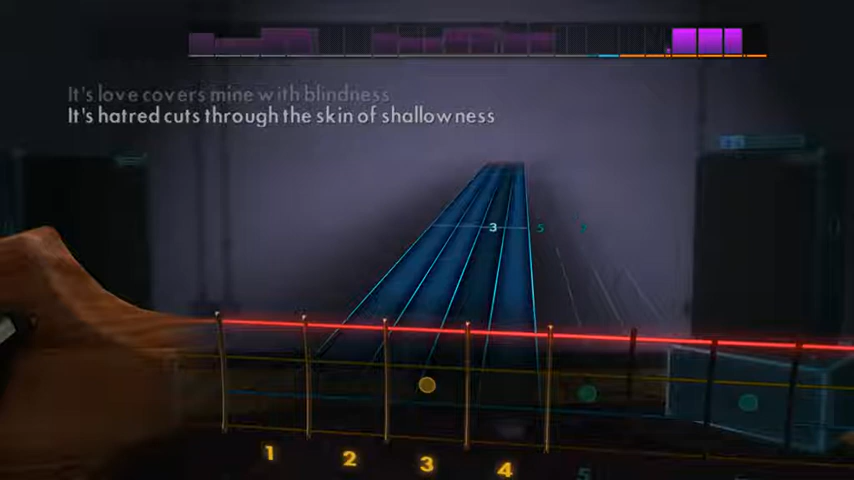 It's love covers mine with blindness
It's hatred cuts through the skin of shallowness
3 5
1 2 3 4 5